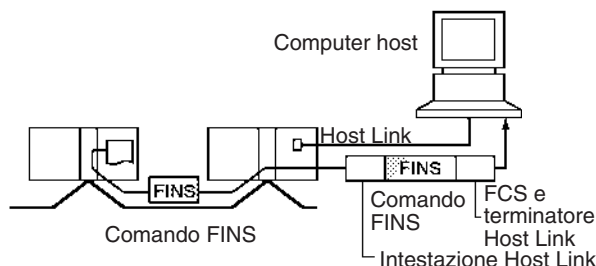 Computer host
Host Link
FINS
FINS
Comando FINS
Comando
FINS
FCS e
terminatore
Host Link
Intestazione Host Link